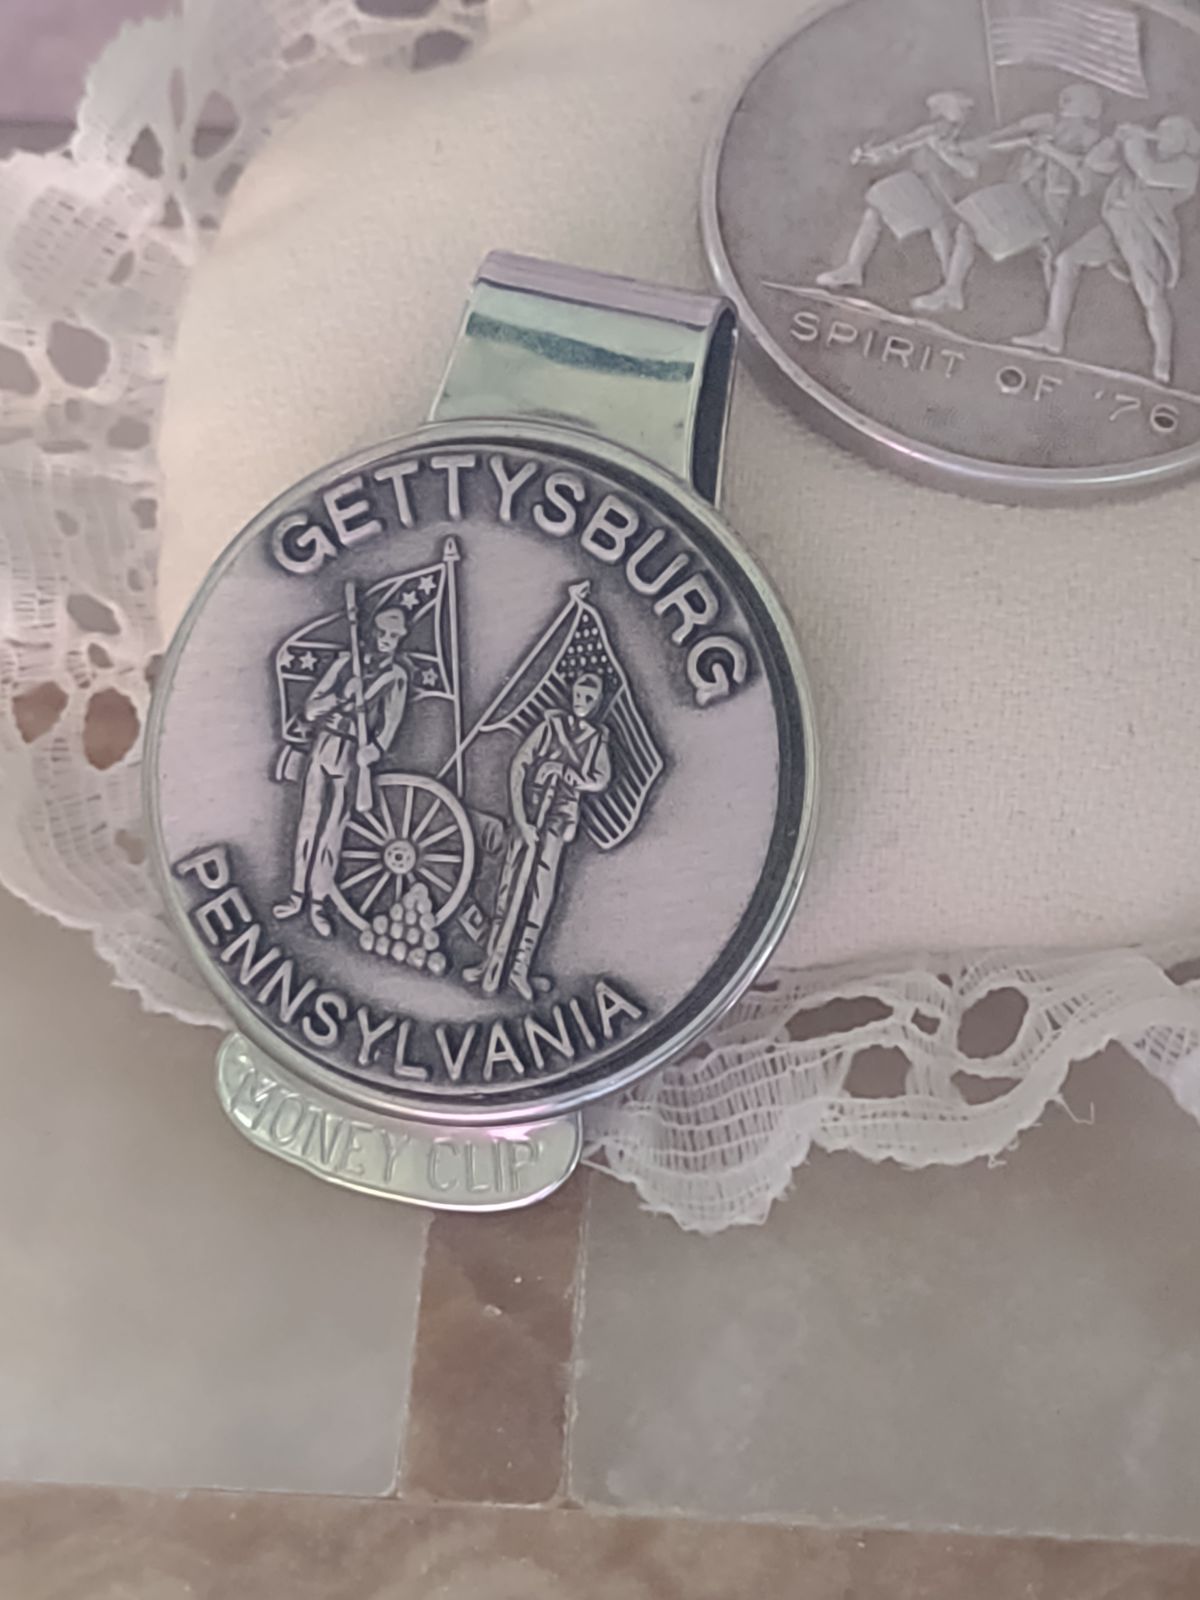 SPIRIT OF '76
GETTYSBURG
PENNSYLVANIA
MONEY CLIP